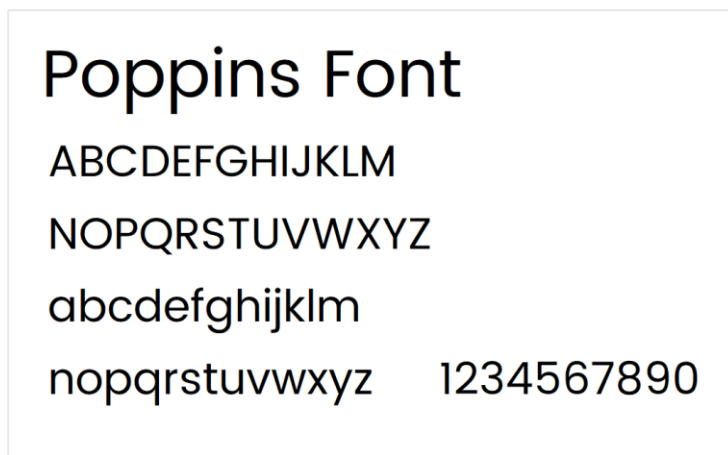 Poppins Font
ABCDEFGHIJKLM
NOPQRSTUVWXYZ
abcdefghijklm
nopqrstuvwxyz 1234567890